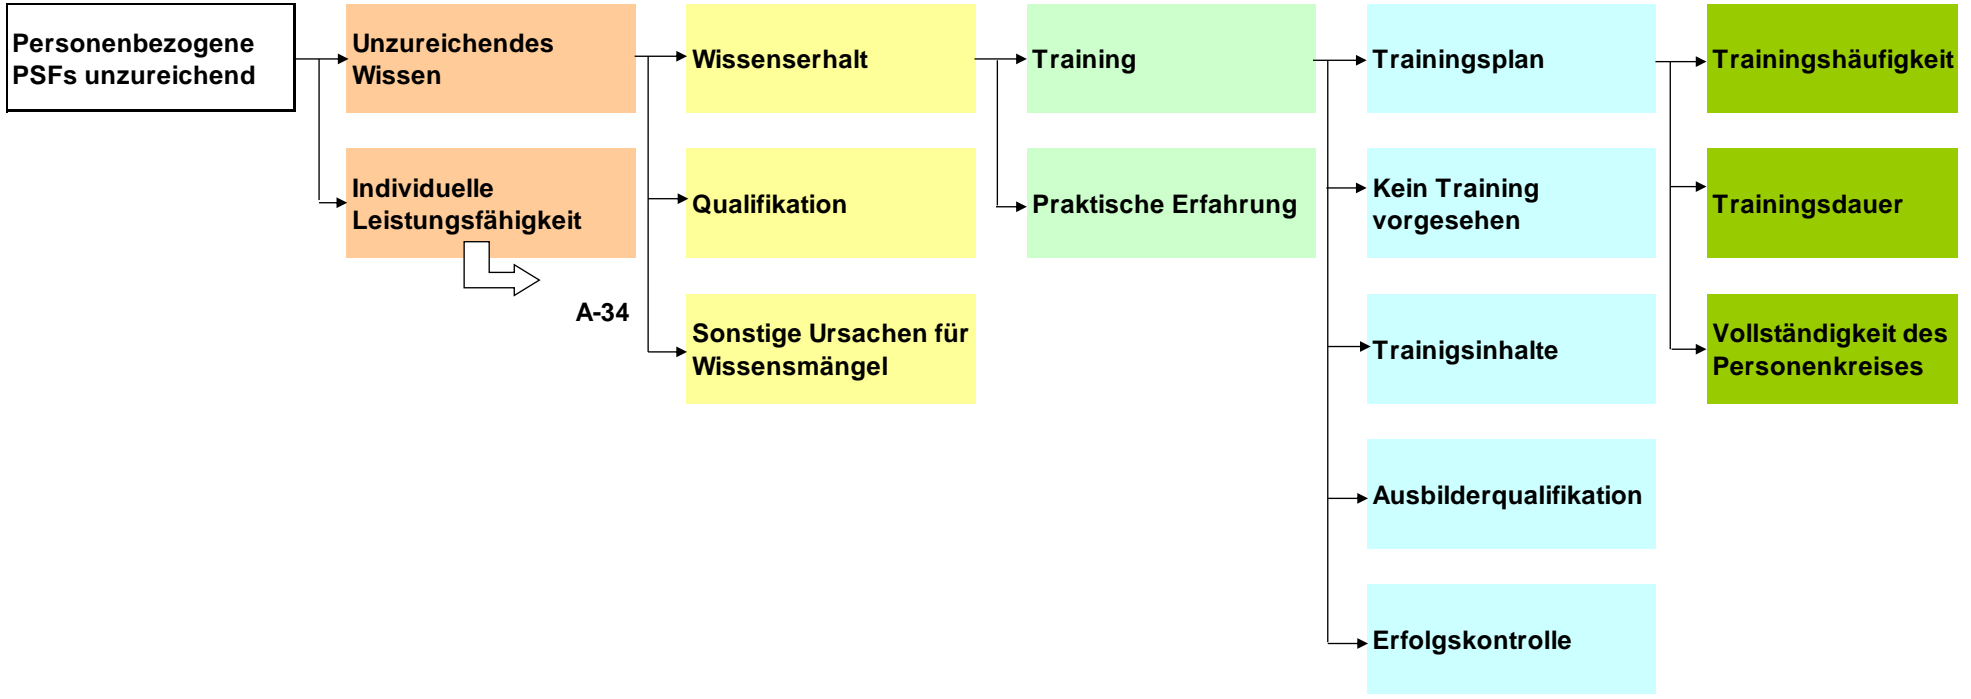 Personenbezogene
PSFs unzureichend
Unzureichendes
Wissen
Wissenserhalt
Training
Trainingsplan
Trainingshäufigkeit
Individuelle
Leistungsfähigkeit
Qualifikation
Praktische Erfahrung
Kein Training
vorgesehen
Trainingsdauer
A-34
Sonstige Ursachen für
Wissensmängel
Trainigsinhalte
Vollständigkeit des
Personenkreises
Ausbilderqualifikation
Erfolgskontrolle